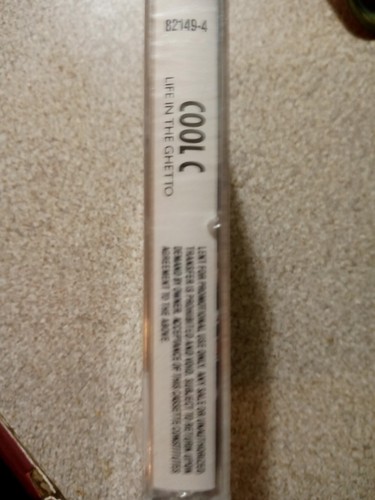 82149-4
COOL C
LIFE IN THE GHETTO
LENT FOR PROMOTIONAL USE ONLY. ANY SALE OR UNAUTHORIZED
TRANSFER IS PROHIBITED AND VOID. SUBJECT TO RETURN UPON
DEMAND BY OWNER. ACCEPTANCE OF THIS CASSETTE CONSTITUTES
AGREEMENT TO THE ABOVE.